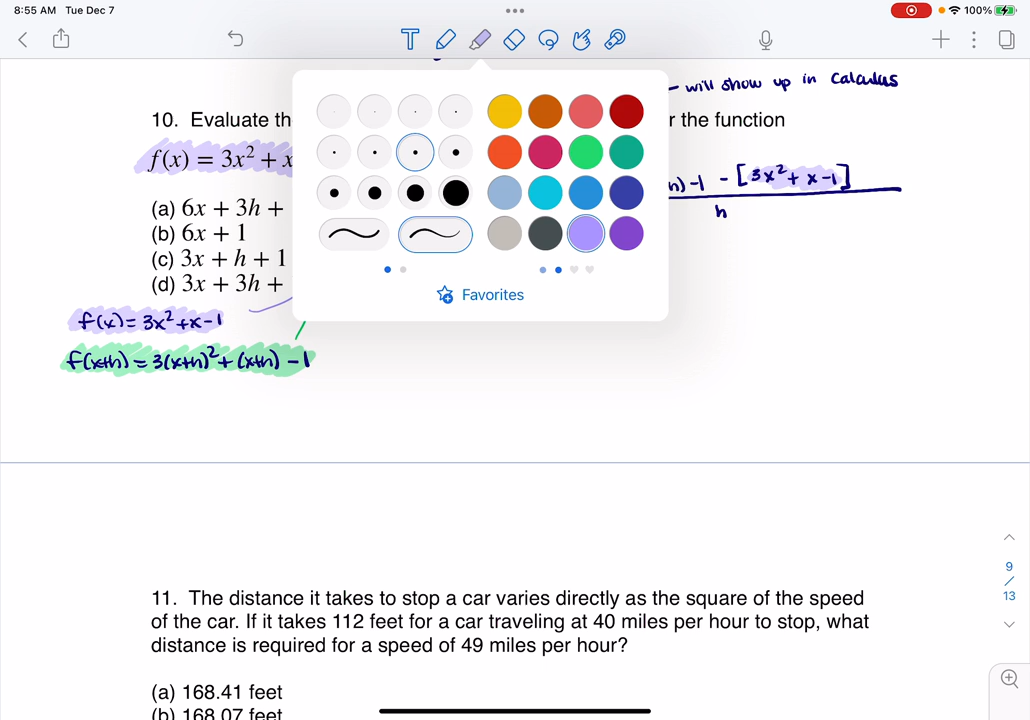 8:55 AM Tue Dec 7
100%
T
– will show up in Calculus
10. Evaluate th
r the function
f(x) = 3x² + x
h) -1 - [3x² + x -1]
h
(a) 6x + 3h +
(b) 6x + 1
(c) 3x + h + 1
(d) 3x + 3h +
Favorites
f(x) = 3x² + x - 1
f(x+h) = 3(x+h)² + (x+h) - 1
9
/
13
11. The distance it takes to stop a car varies directly as the square of the speed
of the car. If it takes 112 feet for a car traveling at 40 miles per hour to stop, what
distance is required for a speed of 49 miles per hour?
(a) 168.41 feet
(b) 168.07 feet